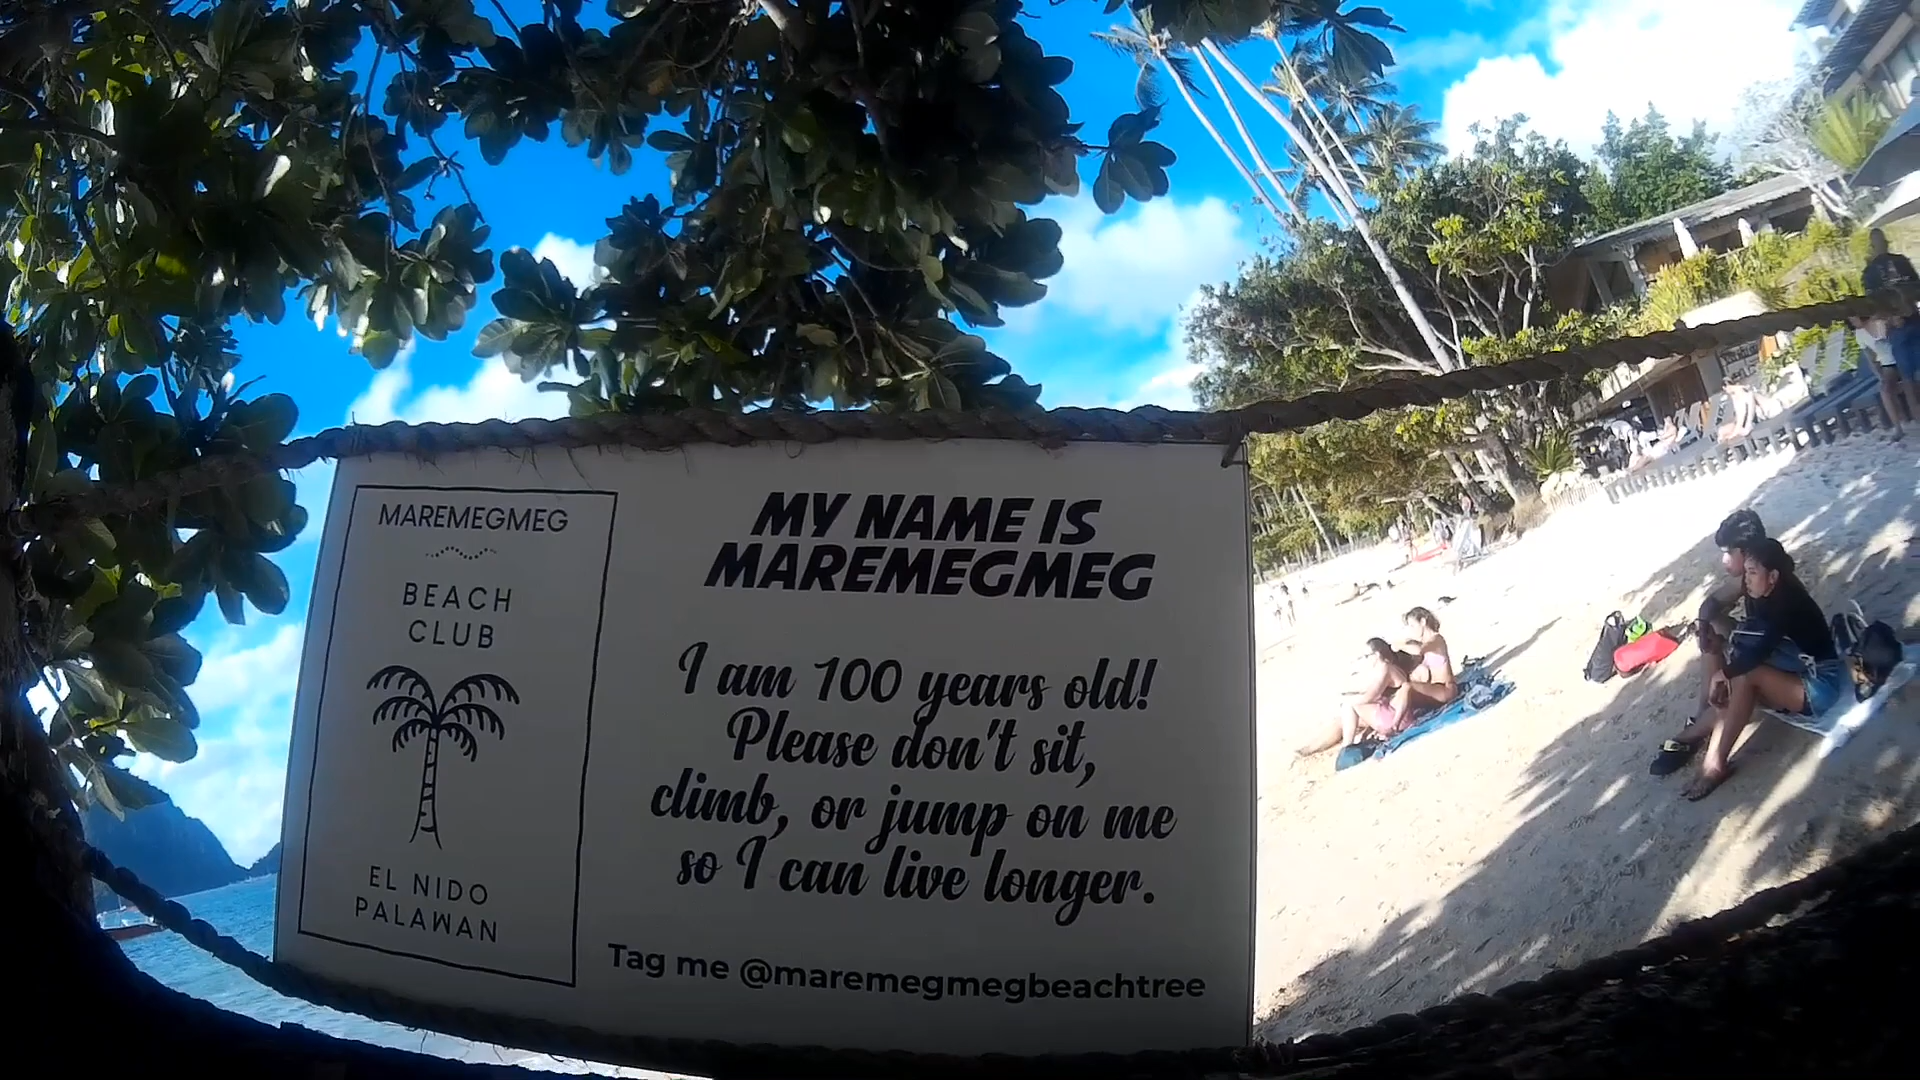 MAREMEGMEG
BEACH
CLUB
EL NIDO
PALAWAN
MY NAME IS
MAREMEGMEG
I am 100 years old!
Please don't sit,
climb, or jump on me
so I can live longer.
Tag me @maremegmegbeachtree